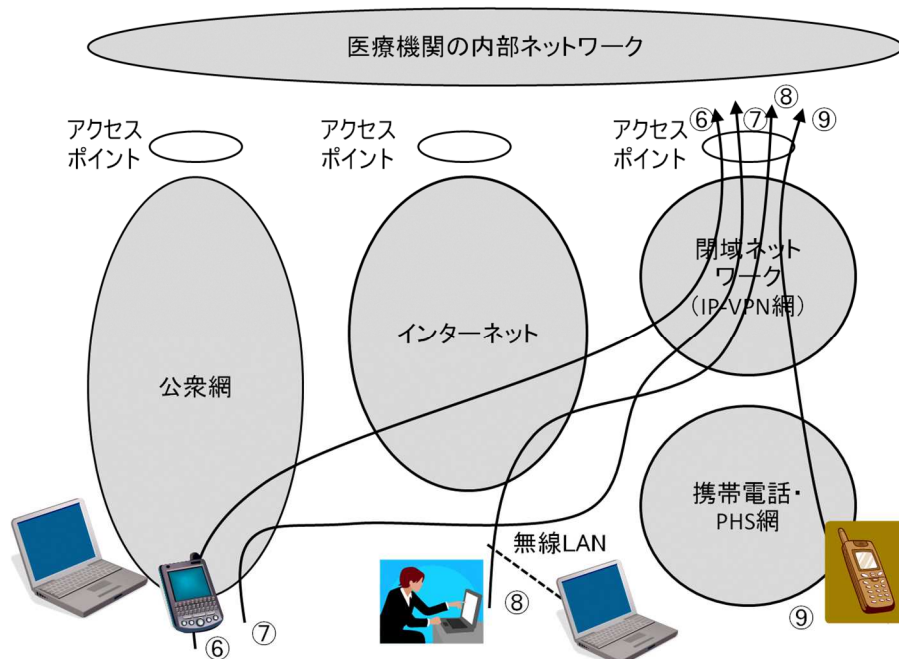 医療機関の内部ネットワーク
アクセス
ポイント
アクセス
ポイント
アクセス
ポイント
⑥
⑦
⑧
⑨
閉域ネット
ワーク
(IP-VPN網)
インターネット
公衆網
携帯電話・
PHS網
無線LAN
⑥
⑦
⑧
⑨